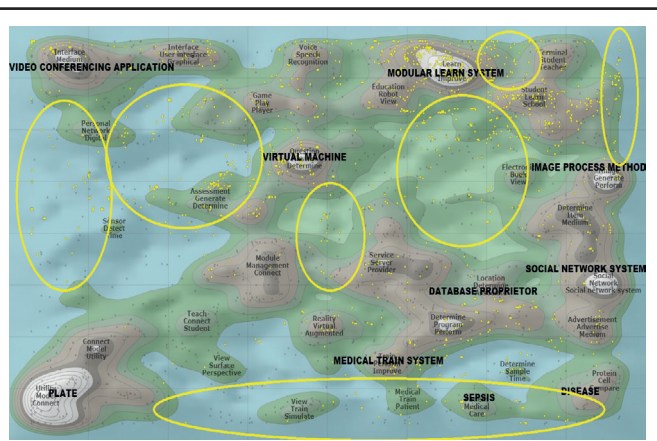 Interface
Medium
VIDEO CONFERENCING APPLICATION
Interface
User Interface
Graphical
Voice
Speech
Recognition
Learn
Improve
MODULAR LEARN SYSTEM
Terminal
Student
Teacher
Education
Robot
View
Student
Learn
School
Game
Play
Player
Personal
Network
Digital
VIRTUAL MACHINE
Determine
Electron
Book
View
IMAGE PROCESS METHOD
Generate
Perform
Assessment
Generate
Determine
Sensor
Detect
Time
Determine
Item
Medium
Module
Management
Connect
Service
Server
Provider
Location
DATABASE PROPRIETOR
SOCIAL NETWORK SYSTEM
Social
Network
Social network system
Teach
Connect
Student
Reality
Virtual
Augmented
Determine
Program
Perform
Advertisement
Advertise
Medium
Connect
Model
Utility
View
Surface
Perspective
MEDICAL TRAIN SYSTEM
Improve
Determine
Sample
Time
Protein
Cell
DISEASE
Connect
PLATE
View
Train
Simulate
Medical
Train
Patient
SEPSIS
Medical
Care